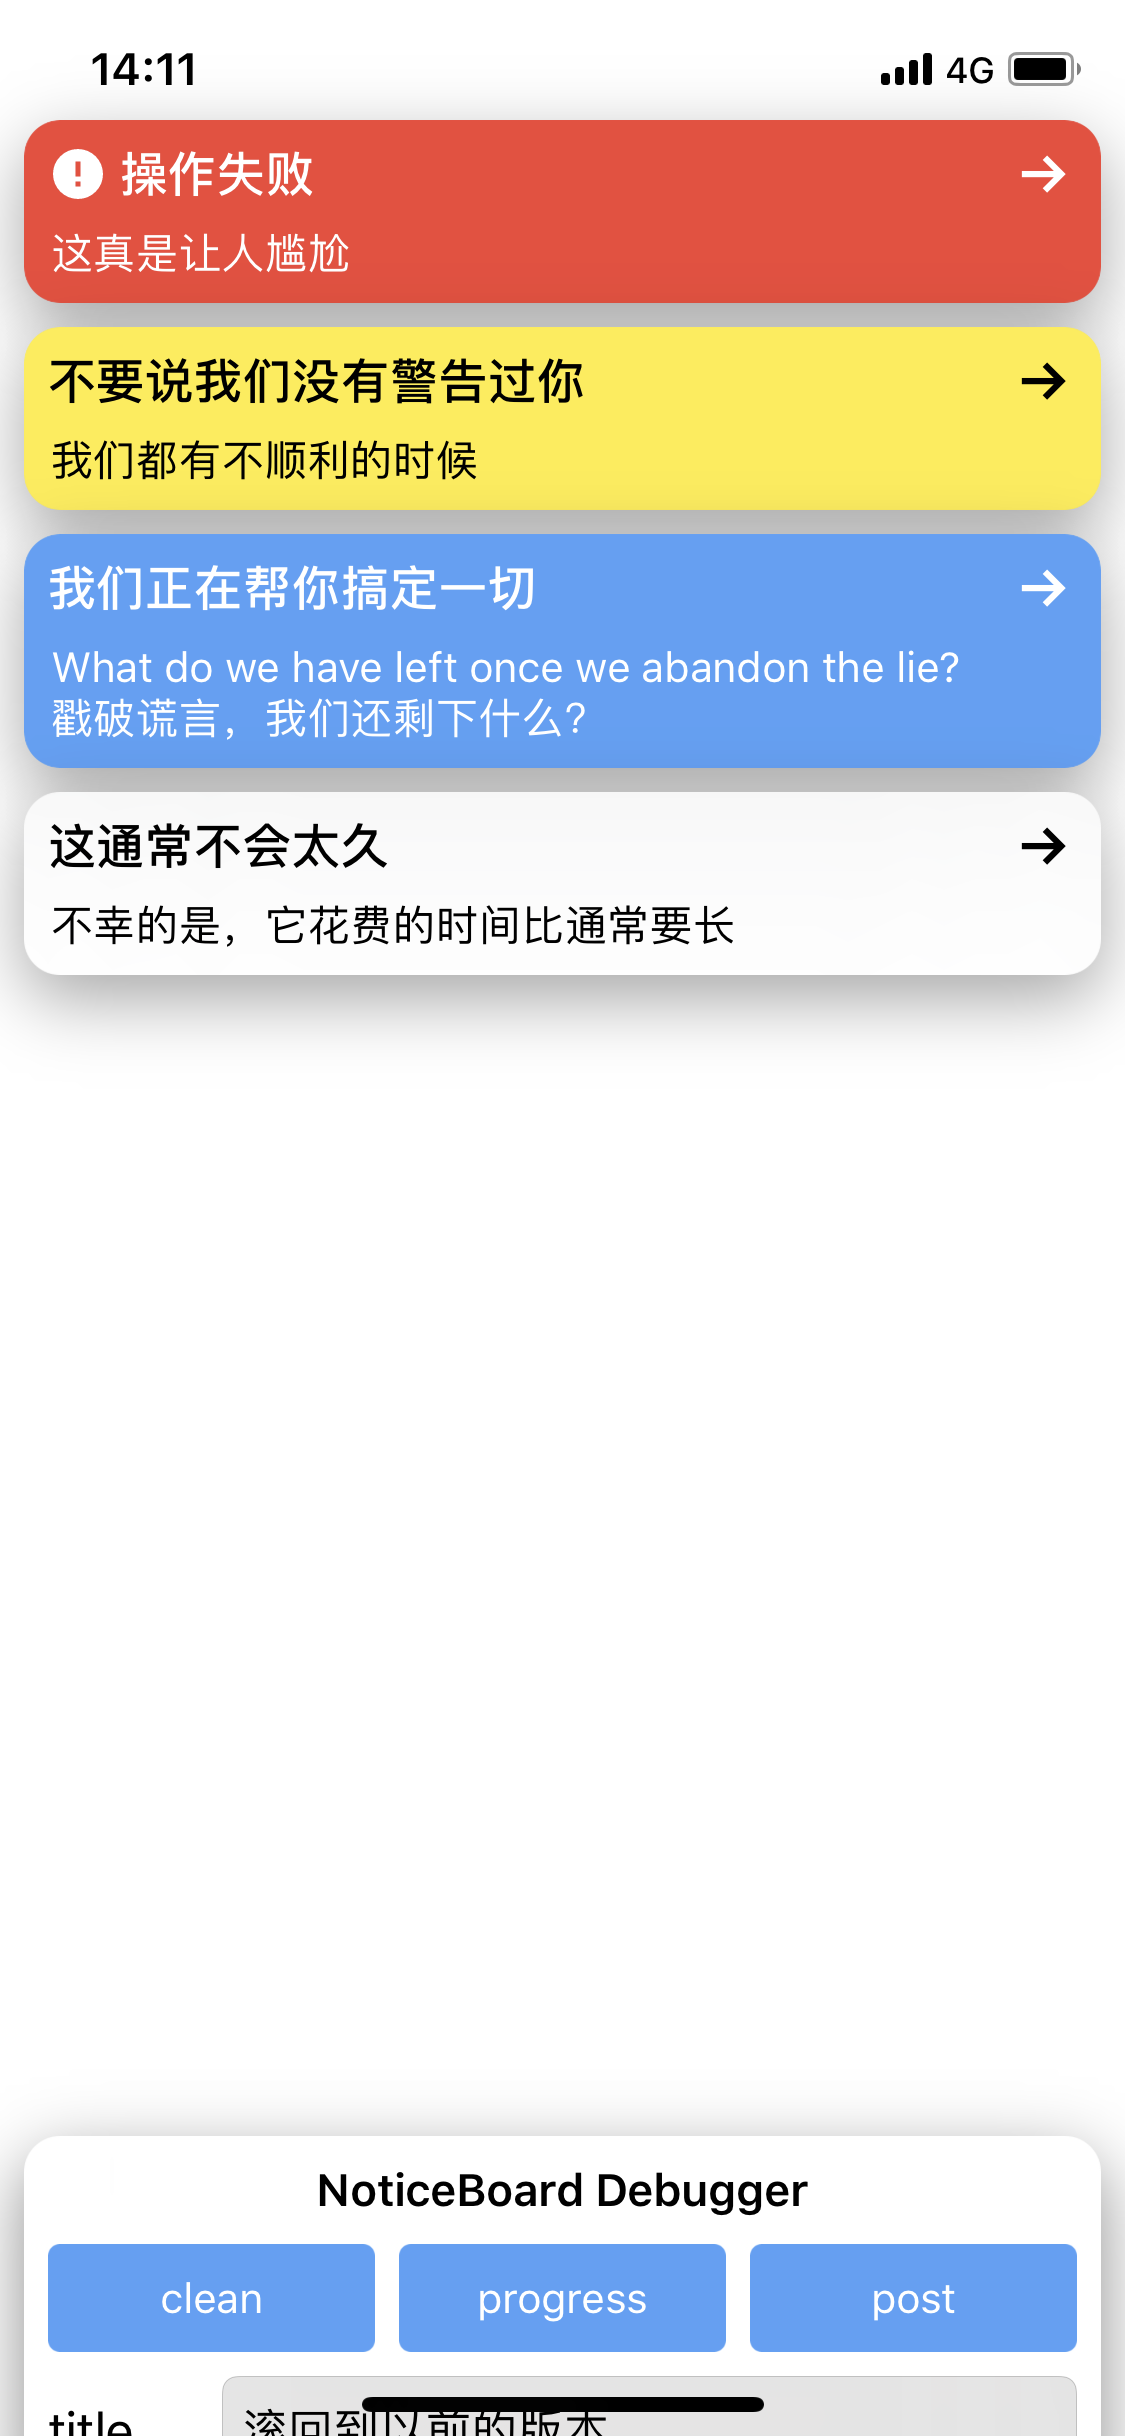 14:11
4G
操作失败
这真是让人尴尬
不要说我们没有警告过你
我们都有不顺利的时候
我们正在帮你搞定一切
What do we have left once we abandon the lie?
戳破谎言，我们还剩下什么？
这通常不会太久
不幸的是，它花费的时间比通常要长
NoticeBoard Debugger
clean
progress
post
title
滚回到以前的版本